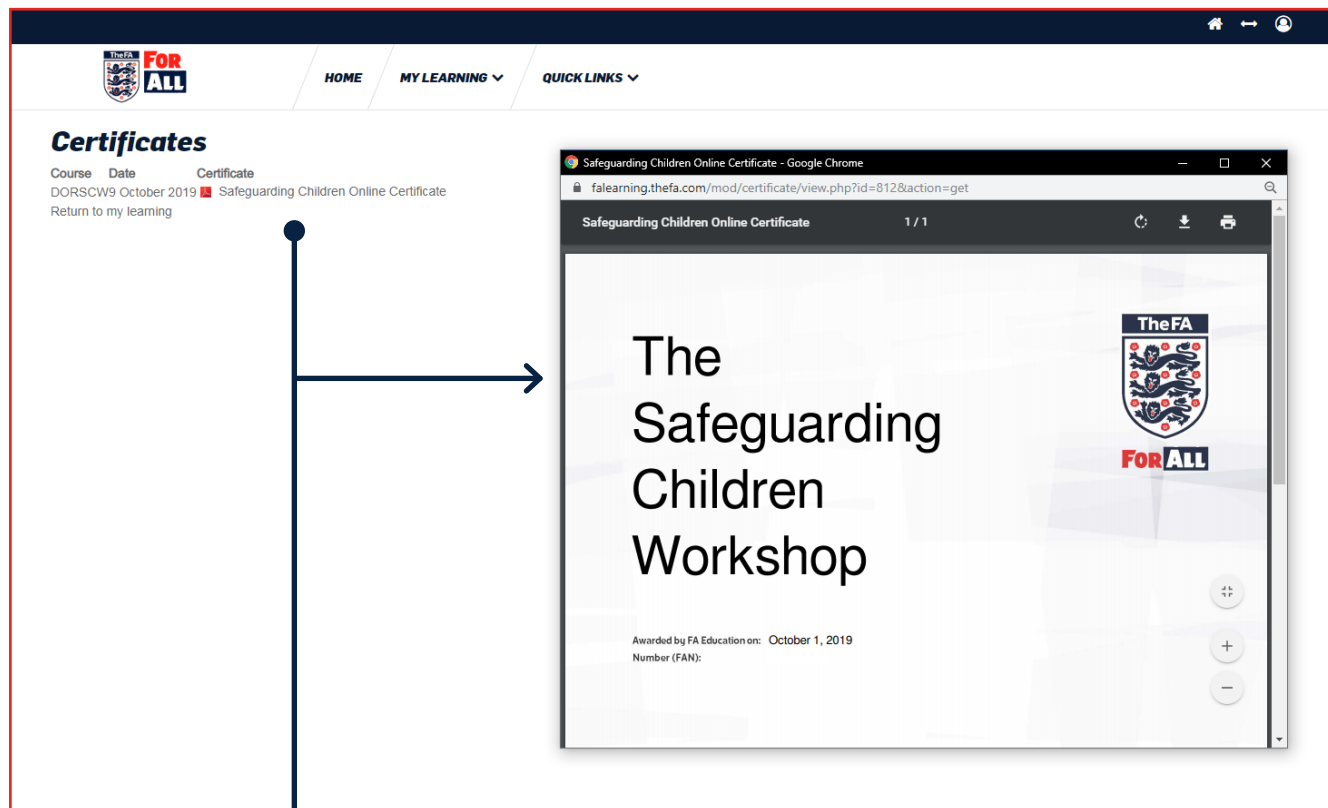 TheFA
FOR
ALL
HOME
MY LEARNING
QUICK LINKS
Certificates
Course Date Certificate
DORSCW9 October 2019 Safeguarding Children Online Certificate
Return to my learning
Safeguarding Children Online Certificate - Google Chrome
falearning.thefa.com/mod/certificate/view.php?id=812&action=get
Safeguarding Children Online Certificate 1 / 1
The
Safeguarding
Children
Workshop
TheFA
FOR ALL
Awarded by FA Education on: October 1, 2019
Number (FAN):